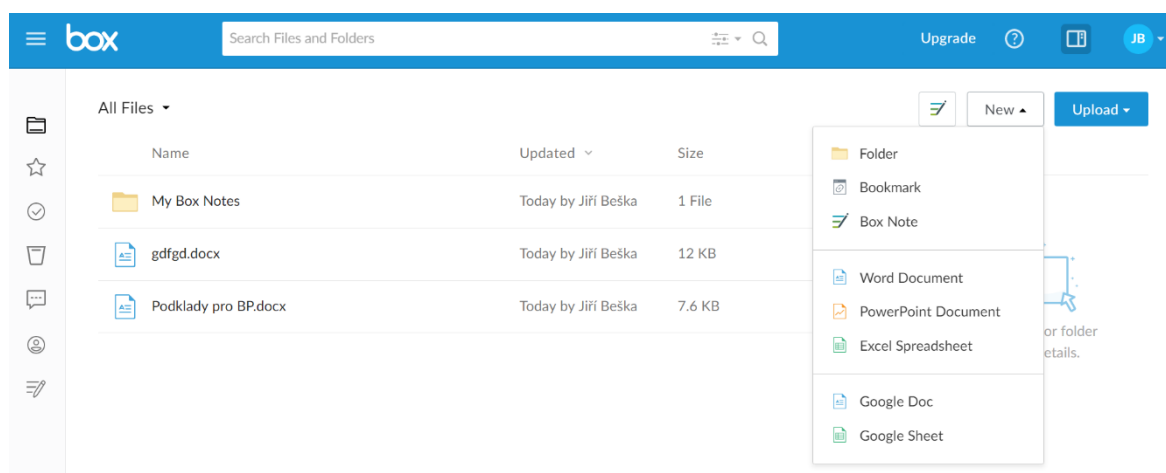 box Search Files and Folders Upgrade ? JB
All Files New Upload
Name Updated Size
My Box Notes Today by Jiří Beška 1 File
gdfgd.docx Today by Jiří Beška 12 KB
Podklady pro BP.docx Today by Jiří Beška 7.6 KB
Folder
Bookmark
Box Note
Word Document
PowerPoint Document
Excel Spreadsheet
Google Doc
Google Sheet
or folder
etails.